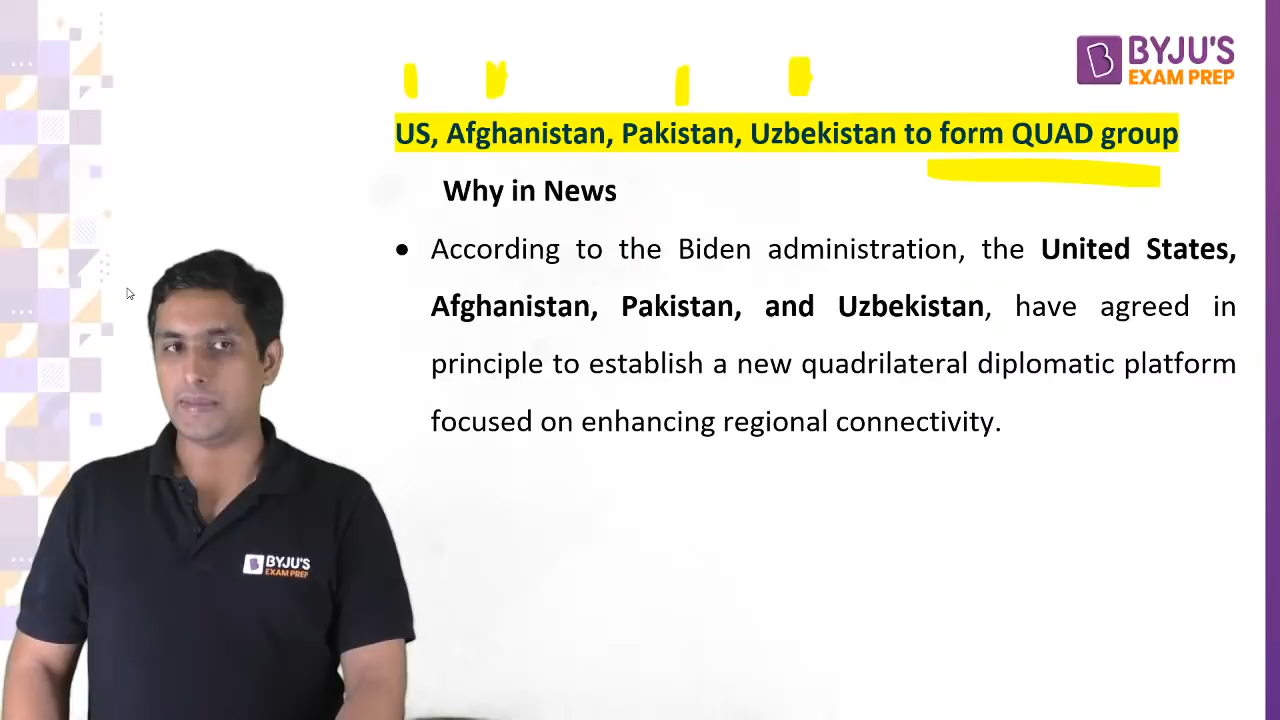 BYJU'S
EXAM PREP
US, Afghanistan, Pakistan, Uzbekistan to form QUAD group
Why in News
• According to the Biden administration, the United States,
Afghanistan, Pakistan, and Uzbekistan, have agreed in
principle to establish a new quadrilateral diplomatic platform
focused on enhancing regional connectivity.
BYJU'S
EXAM PREP